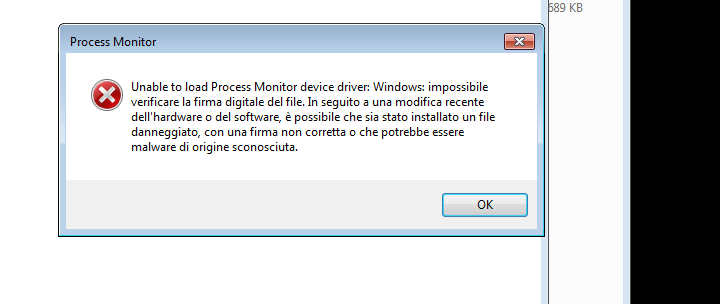 689 KB
Process Monitor
Unable to load Process Monitor device driver: Windows: impossibile
verificare la firma digitale del file. In seguito a una modifica recente
dell'hardware o del software, è possibile che sia stato installato un file
danneggiato, con una firma non corretta o che potrebbe essere
malware di origine sconosciuta.
OK